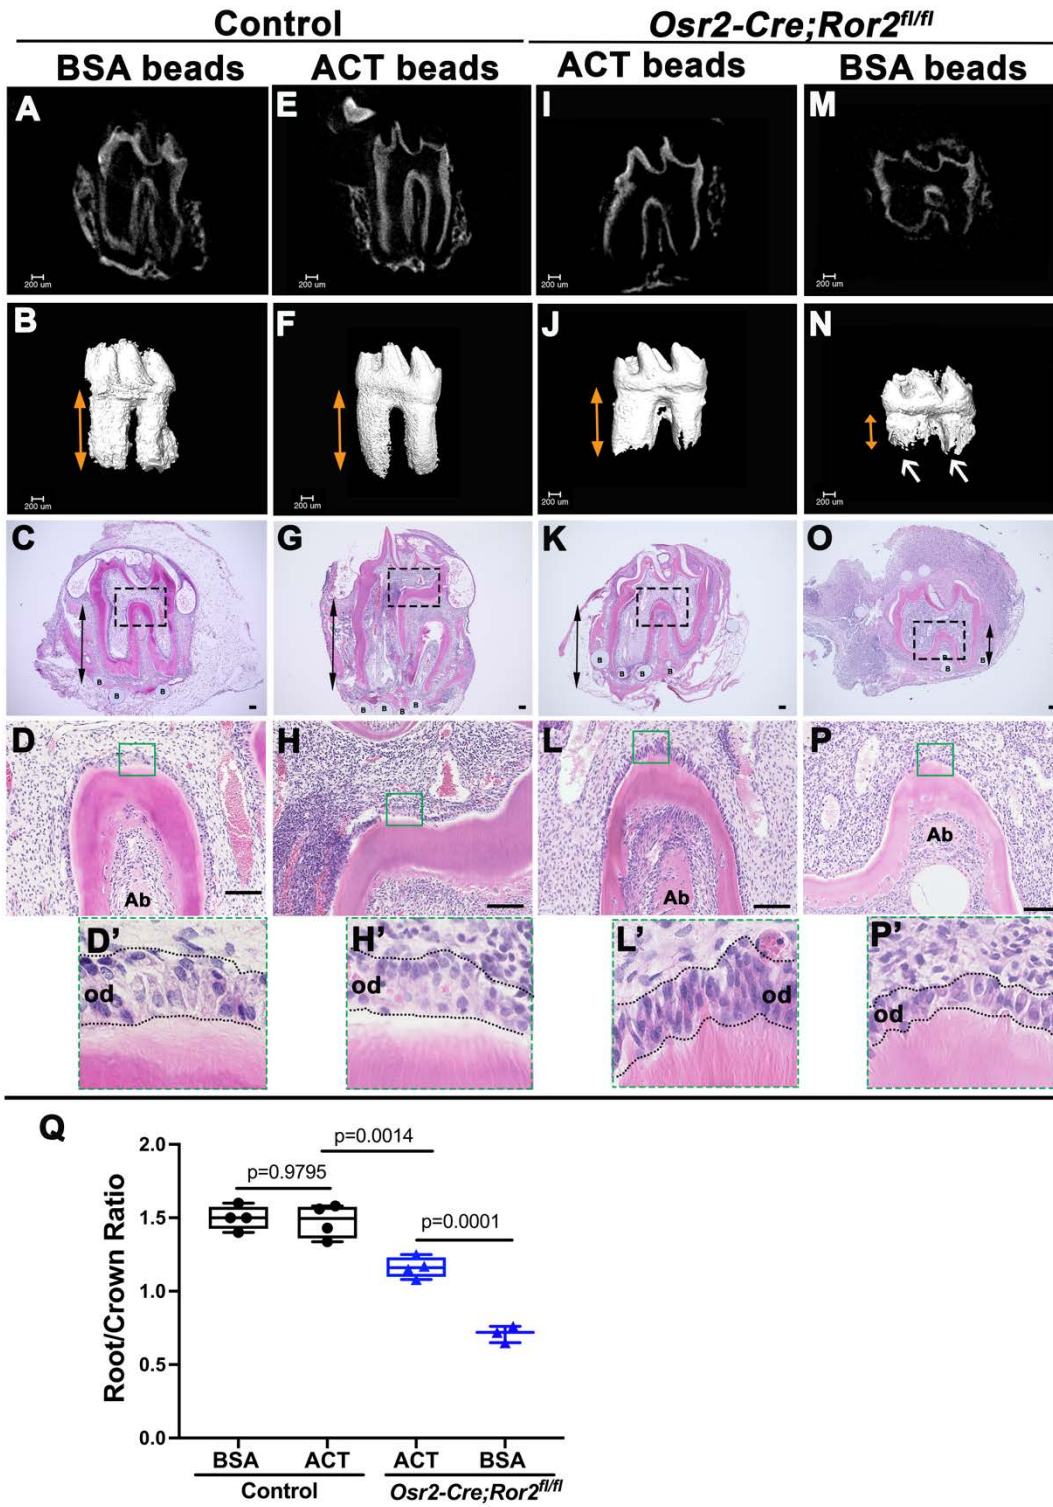 Control
Osr2-Cre;Ror2fl/fl
BSA beads
ACT beads
ACT beads
BSA beads
A
E
I
M
200 um
200 um
200 um
200 um
B
F
J
N
200 um
200 um
200 um
200 um
C
G
K
O
B
B
B
B
B
B
B
B
B
B
B
B
B
D
H
L
P
Ab
Ab
Ab
D'
H'
L'
P'
od
od
od
od
Q
Root/Crown Ratio
2.0
1.5
1.0
0.5
0.0
p=0.9795
p=0.0014
p=0.0001
BSA
ACT
ACT
BSA
Control
Osr2-Cre;Ror2fl/fl